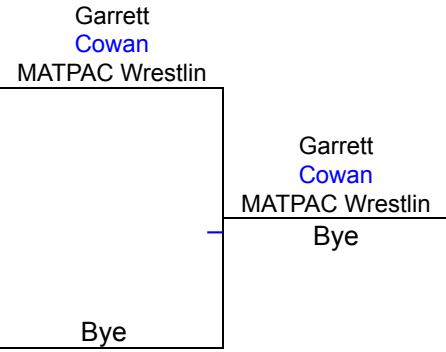 Garrett
Cowan
MATPAC Wrestlin
Garrett
Cowan
MATPAC Wrestlin
Bye
Bye